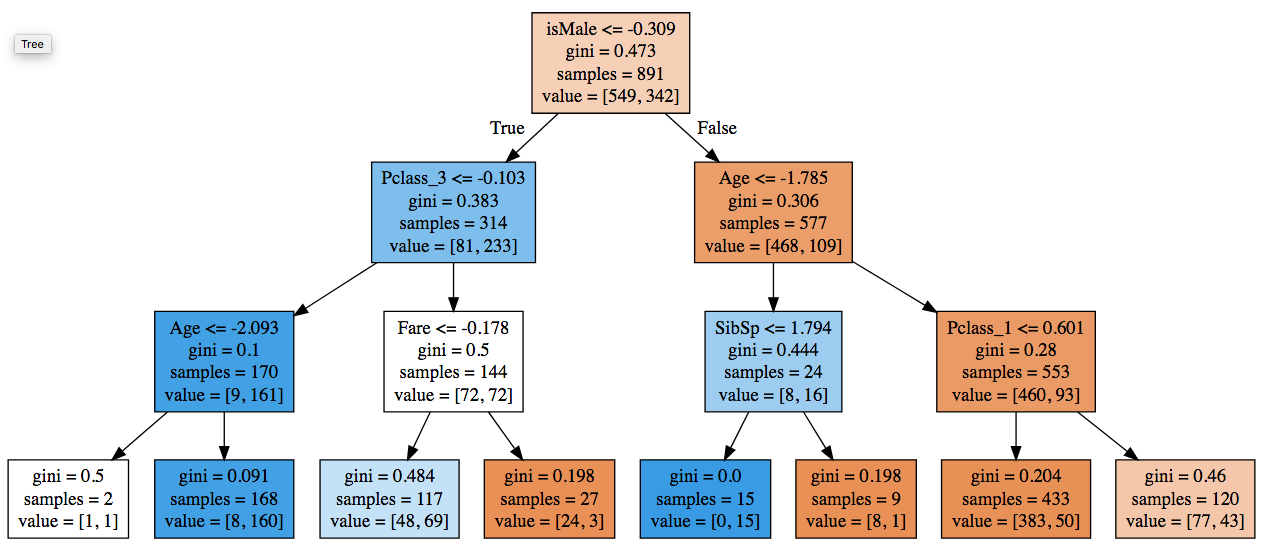 Tree
isMale <= -0.309
gini = 0.473
samples = 891
value = [549, 342]
True
False
Pclass_3 <= -0.103
gini = 0.383
samples = 314
value = [81, 233]
Age <= -1.785
gini = 0.306
samples = 577
value = [468, 109]
Age <= -2.093
gini = 0.1
samples = 170
value = [9, 161]
Fare <= -0.178
gini = 0.5
samples = 144
value = [72, 72]
SibSp <= 1.794
gini = 0.444
samples = 24
value = [8, 16]
Pclass_1 <= 0.601
gini = 0.28
samples = 553
value = [460, 93]
gini = 0.5
samples = 2
value = [1, 1]
gini = 0.091
samples = 168
value = [8, 160]
gini = 0.484
samples = 117
value = [48, 69]
gini = 0.198
samples = 27
value = [24, 3]
gini = 0.0
samples = 15
value = [0, 15]
gini = 0.198
samples = 9
value = [8, 1]
gini = 0.204
samples = 433
value = [383, 50]
gini = 0.46
samples = 120
value = [77, 43]